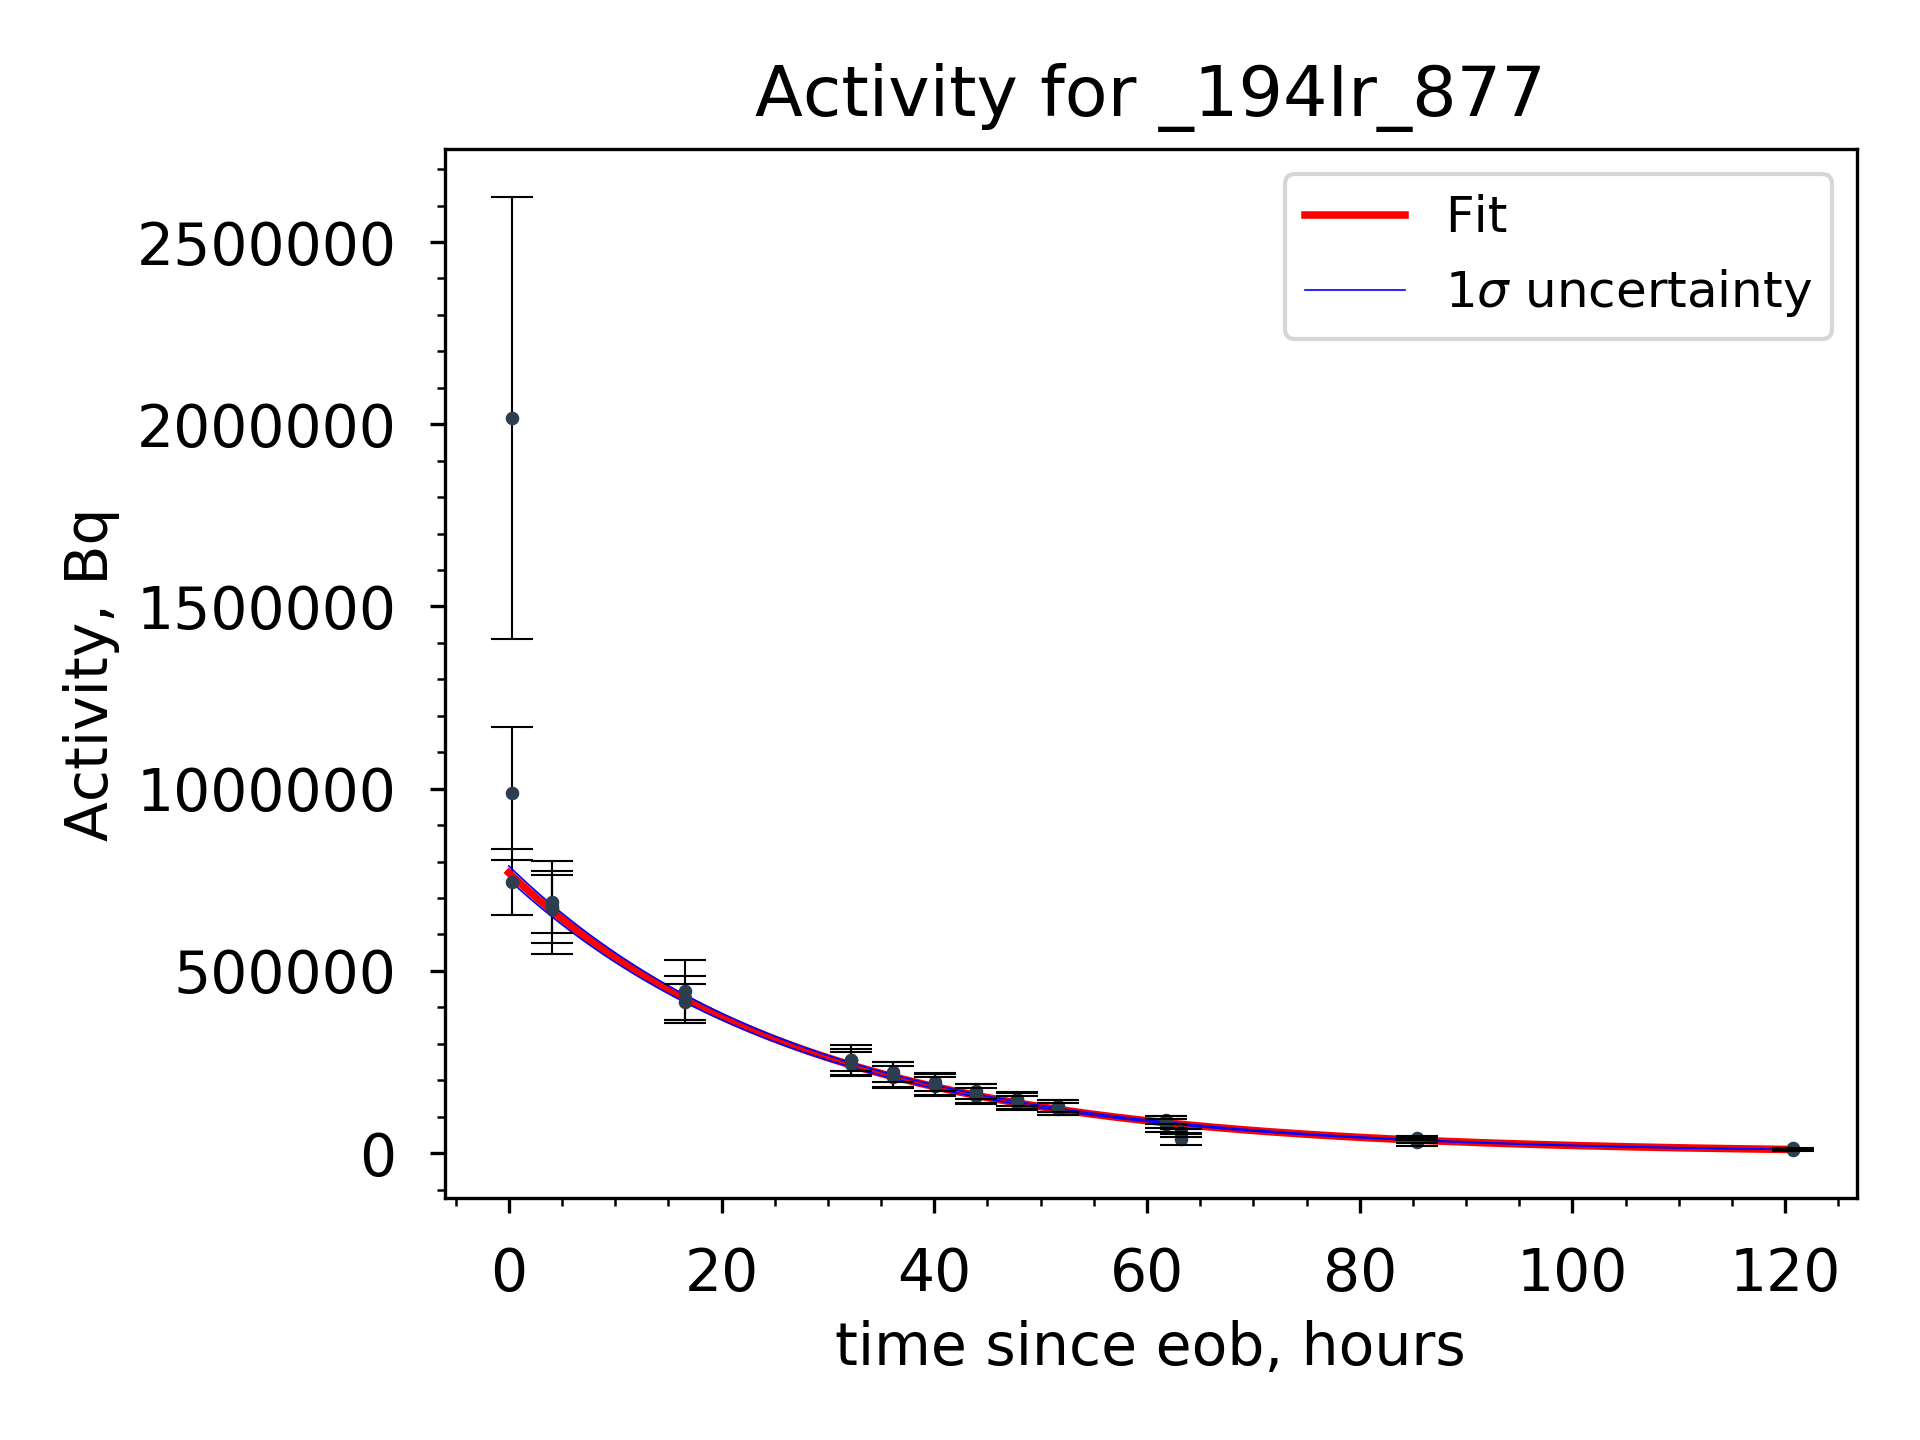 Activity for _194Ir_877
Fit
1σ uncertainty
2500000
2000000
1500000
1000000
500000
0
Activity, Bq
0 20 40 60 80 100 120
time since eob, hours